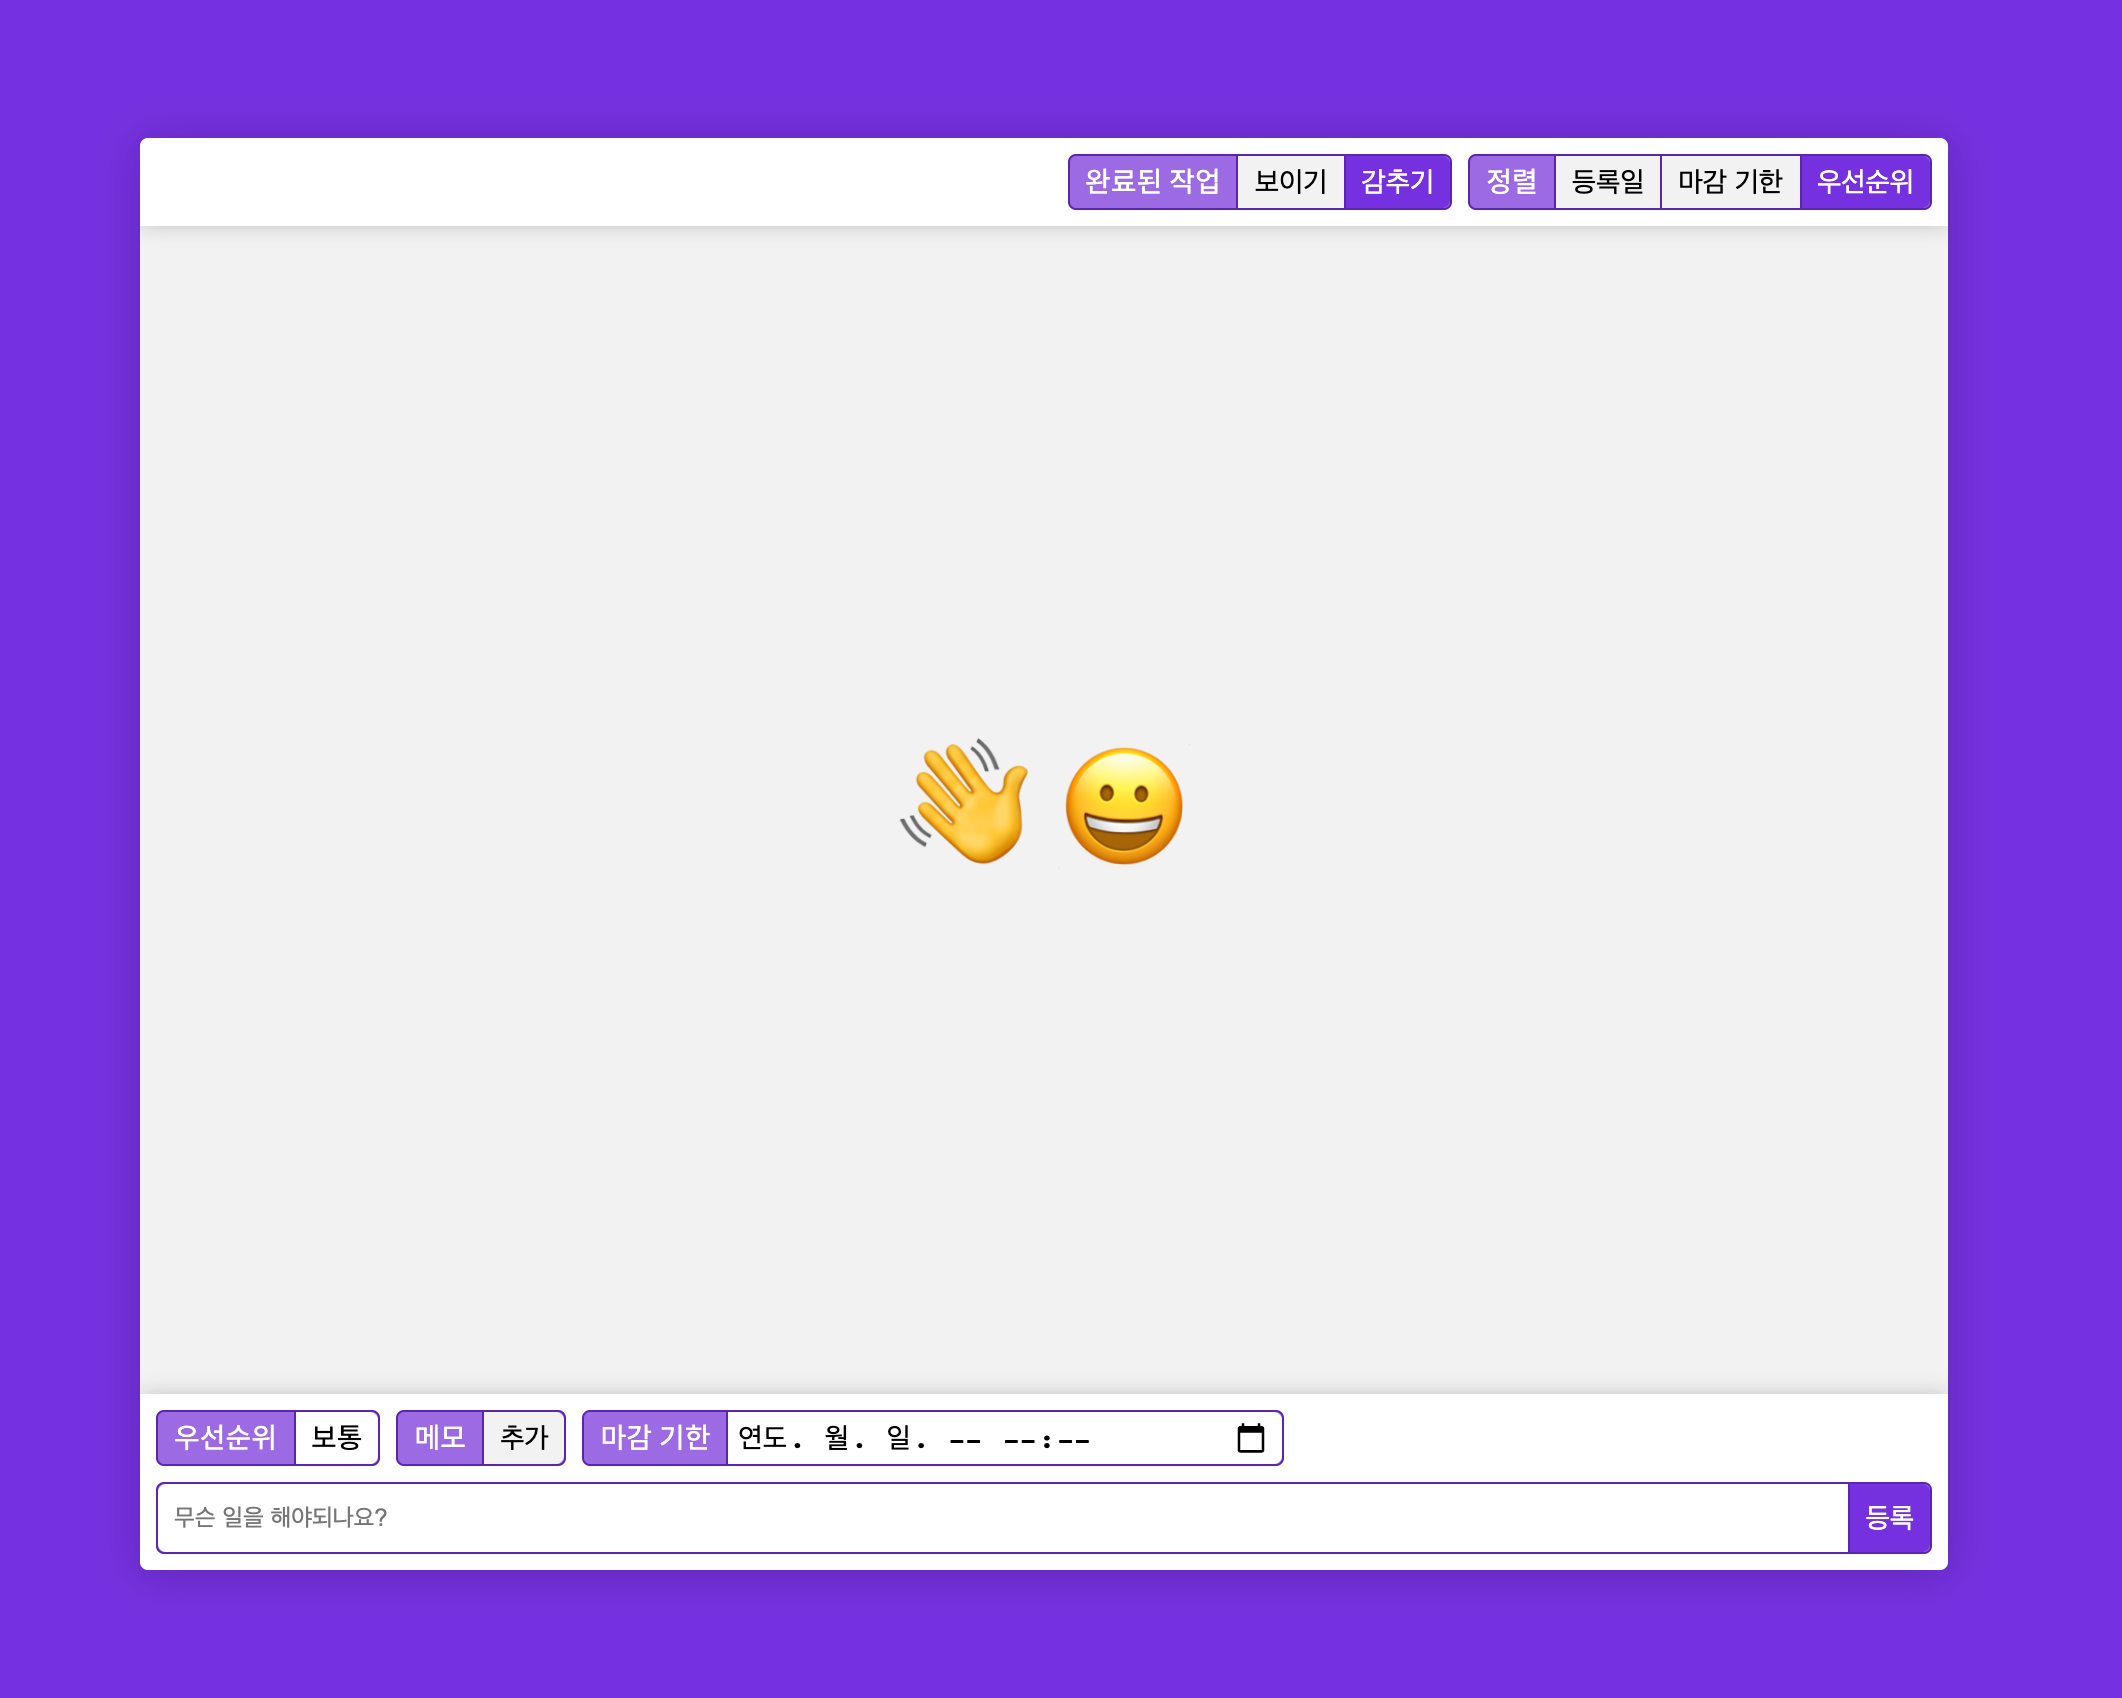 완료된 작업 보이기 감추기 정렬 등록일 마감 기한 우선순위
우선순위 보통 메모 추가 마감 기한 연도. 월. 일. -- --:--
무슨 일을 해야되나요? 등록